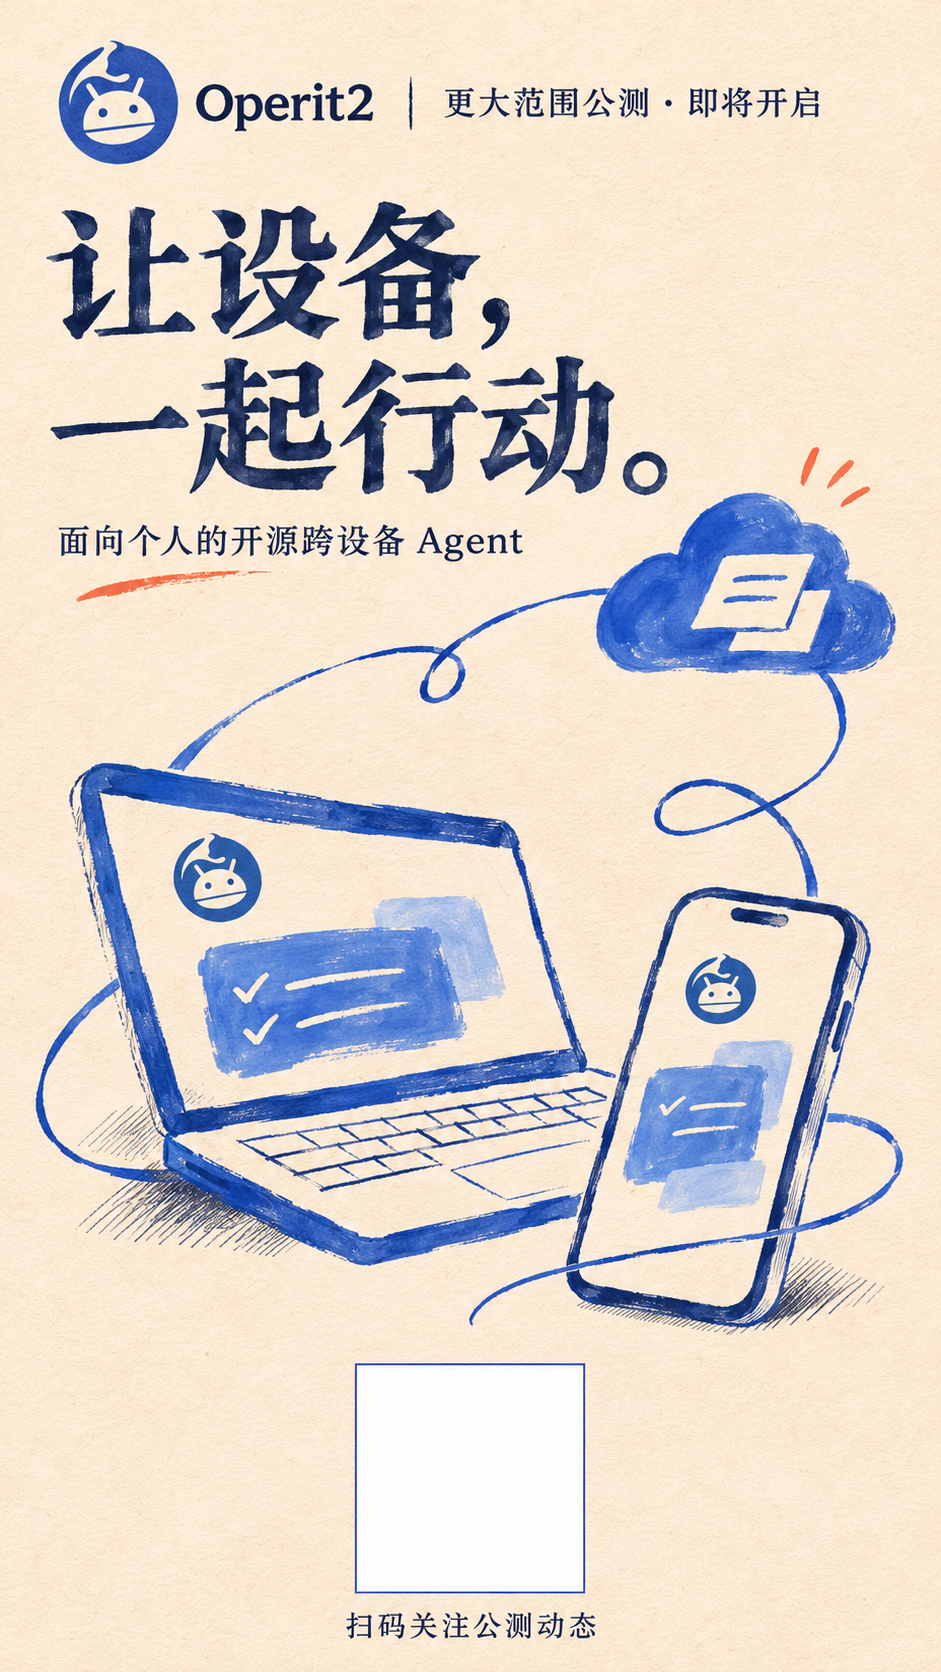 Operit2 | 更大范围公测·即将开启
让设备，
一起行动。
面向个人的开源跨设备 Agent
扫码关注公测动态